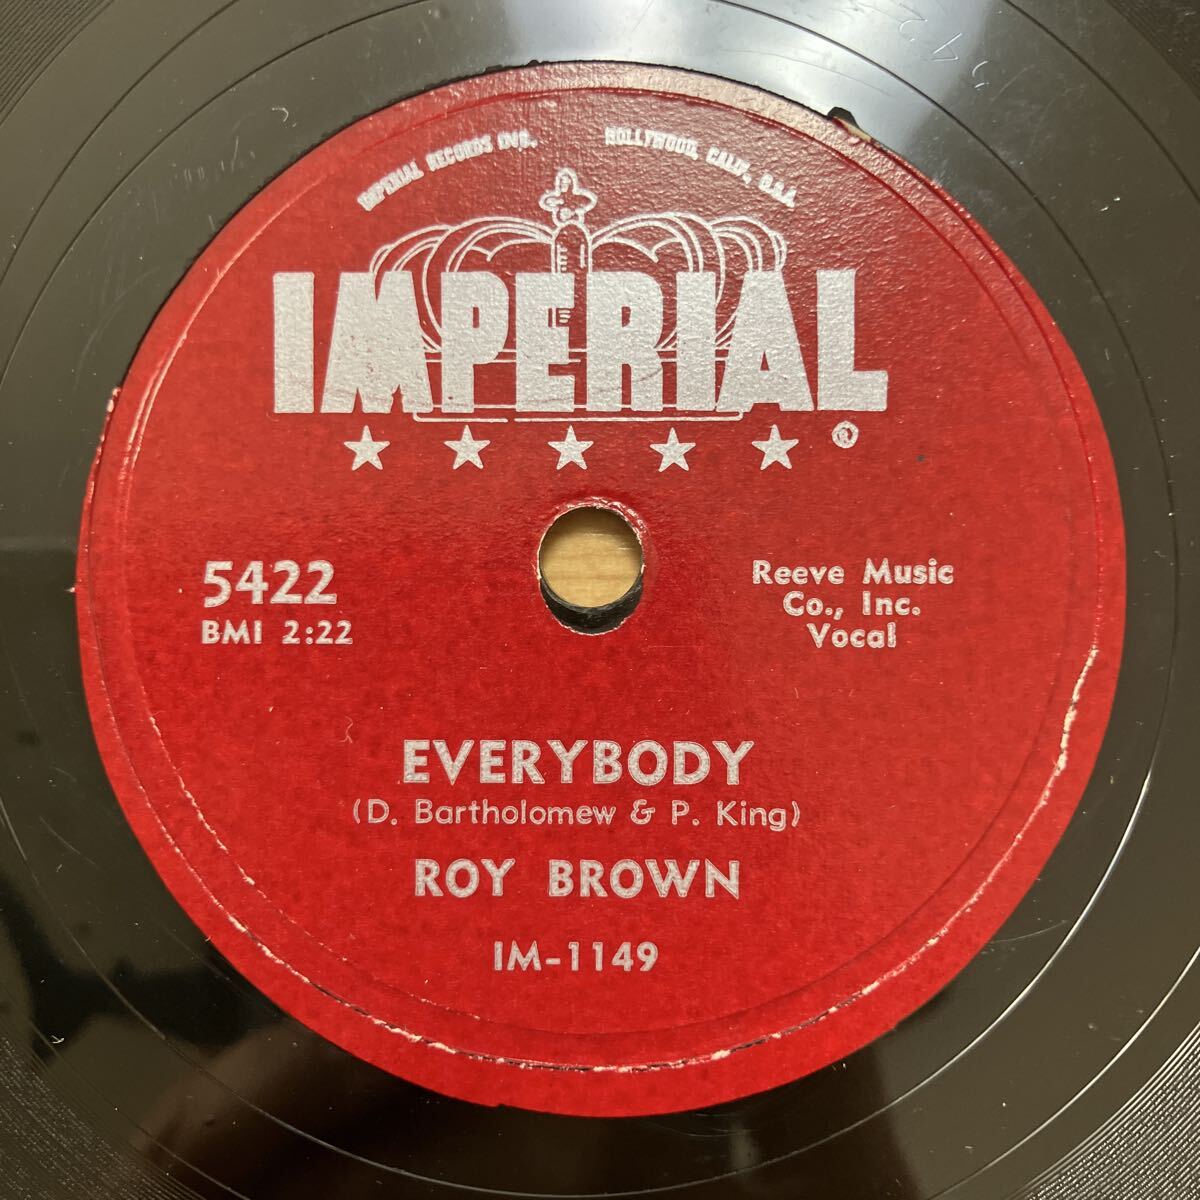 IMPERIAL RECORDS INC. HOLLYWOOD, CALIF., U.S.A.
IMPERIAL
®
5422
BMI 2:22
Reeve Music
Co., Inc.
Vocal
EVERYBODY
(D. Bartholomew & P. King)
ROY BROWN
IM-1149